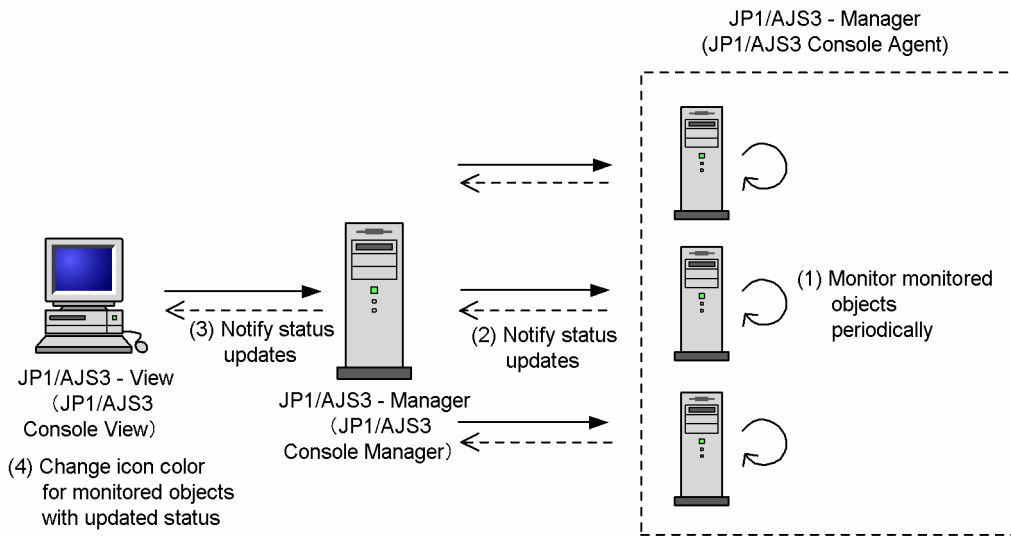 JP1/AJS3 - Manager
(JP1/AJS3 Console Agent)
(1) Monitor monitored
objects
periodically
(3) Notify status
updates
(2) Notify status
updates
JP1/AJS3 - View
（JP1/AJS3
Console View）
JP1/AJS3 - Manager
（JP1/AJS3
Console Manager）
(4) Change icon color
for monitored objects
with updated status